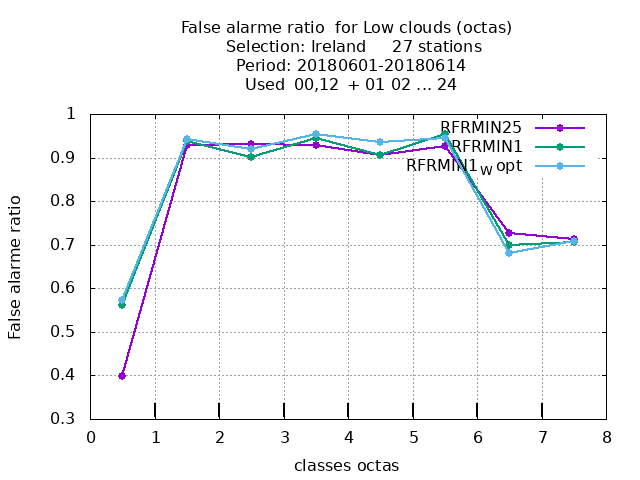 False alarme ratio for Low clouds (octas)
Selection: Ireland 27 stations
Period: 20180601-20180614
Used 00,12 + 01 02 ... 24
RFRMIN25
RFRMIN1
RFRMIN1w opt
1
0.9
0.8
0.7
0.6
0.5
0.4
0.3
False alarme ratio
0 1 2 3 4 5 6 7 8
classes octas